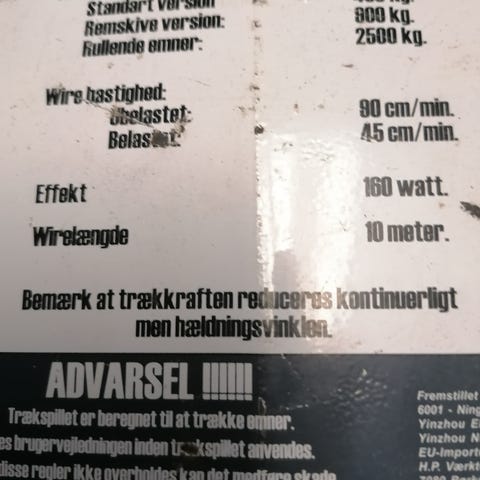 Standart version
Remskive version: 800 kg.
Rullende emner: 2500 kg.
Wire hastighed:
Ubelastet: 90 cm/min.
Belastet: 45 cm/min.
Effekt 160 watt.
Wirelængde 10 meter.
Bemærk at trækkraften reduceres kontinuerligt
men hældningsvinklen.
ADVARSEL !!!!!!
Trækspillet er beregnet til at trække emner.
brugervejledningen inden trækspillet anvendes.
disse regler ikke overholdes kan det medføre skade
Fremstillet
6001 - Ning
Yinzhou
Yinzhou
EU-Import
H.P. Værkt